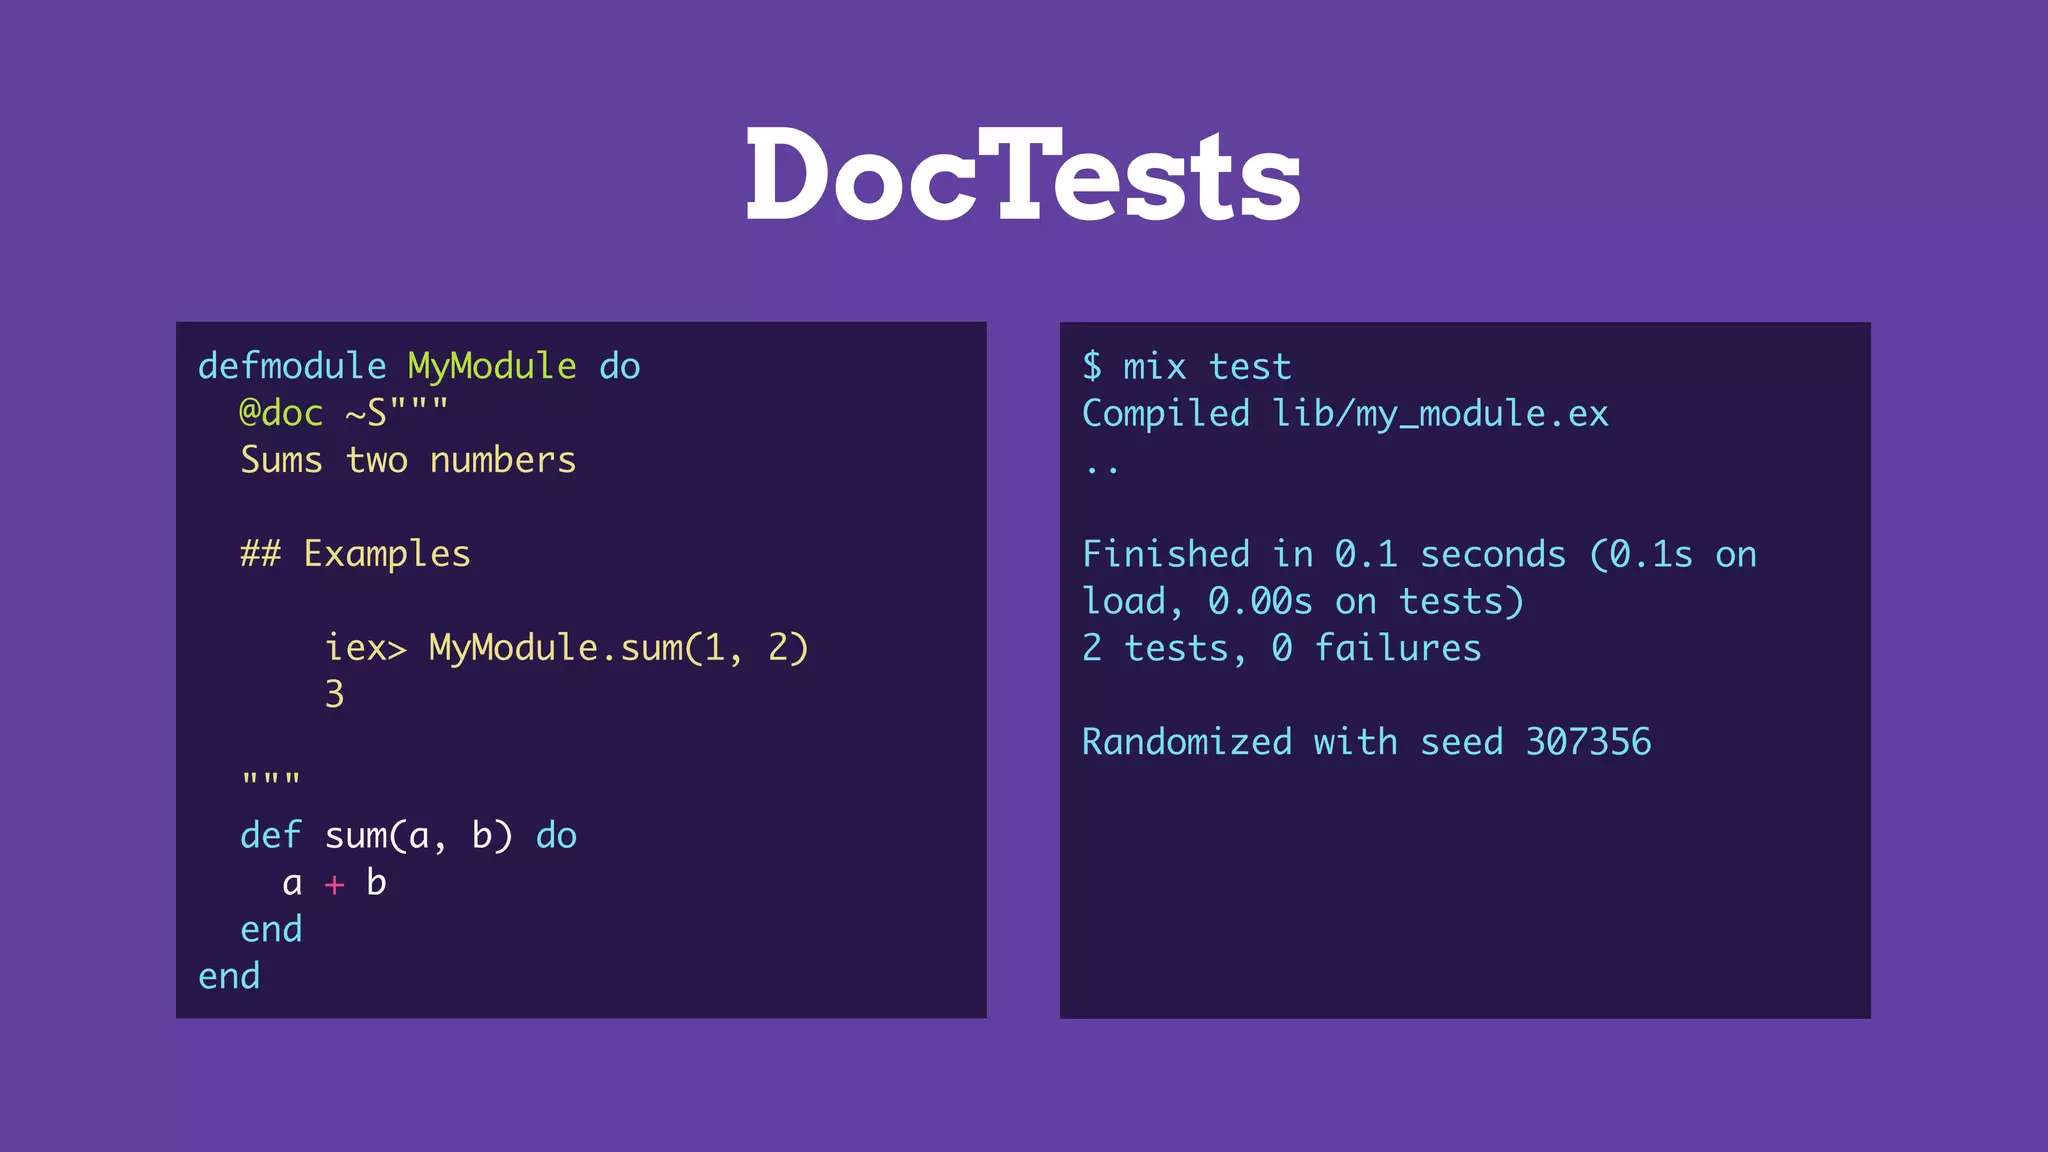 DocTests
defmodule MyModule do
  @doc ~S"""
  Sums two numbers

  ## Examples

      iex> MyModule.sum(1, 2)
      3

  """
  def sum(a, b) do
    a + b
  end
end
$ mix test
Compiled lib/my_module.ex
..

Finished in 0.1 seconds (0.1s on
load, 0.00s on tests)
2 tests, 0 failures

Randomized with seed 307356